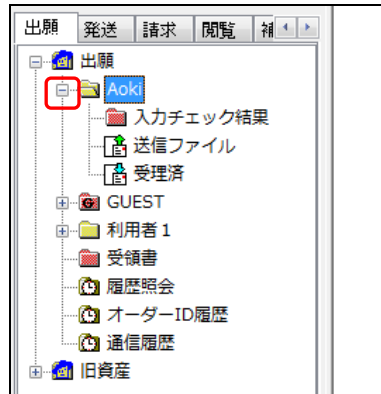 出願 発送 請求 閲覧
出願
Aoki
入力チェック結果
送信ファイル
受理済
GUEST
利用者1
受領書
履歴照会
オーダーID履歴
通信履歴
旧資産